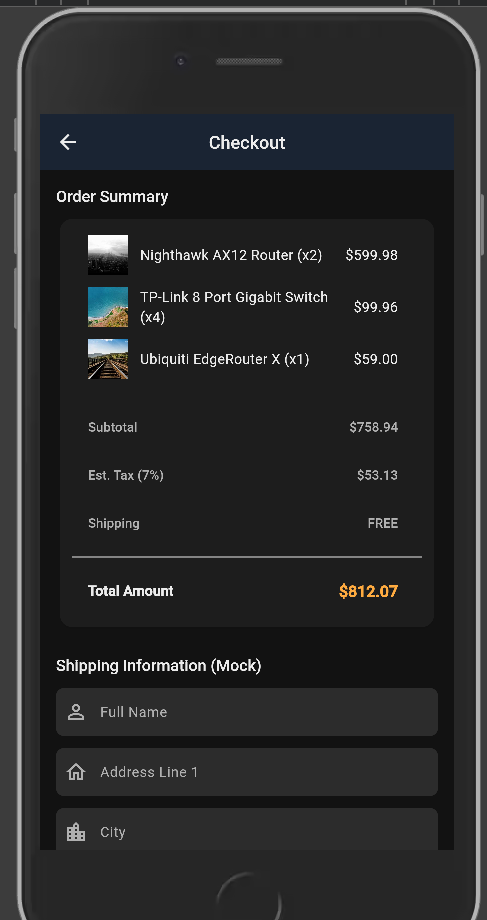 Checkout
Order Summary
Nighthawk AX12 Router (x2) $599.98
TP-Link 8 Port Gigabit Switch
(x4) $99.96
Ubiquiti EdgeRouter X (x1) $59.00
Subtotal $758.94
Est. Tax (7%) $53.13
Shipping FREE
Total Amount $812.07
Shipping Information (Mock)
Full Name
Address Line 1
City